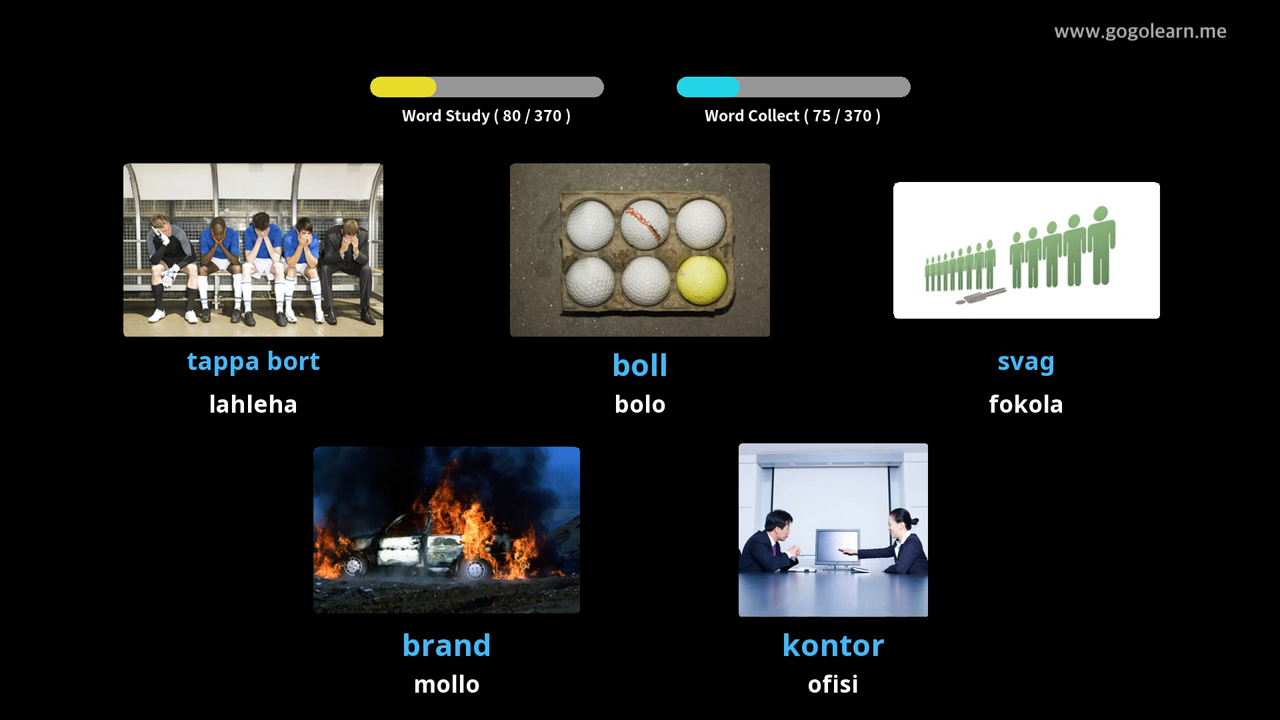 www.gogolearn.me
Word Study ( 80 / 370 )
Word Collect ( 75 / 370 )
tappa bort
boll
svag
lahleha
bolo
fokola
brand
kontor
mollo
ofisi